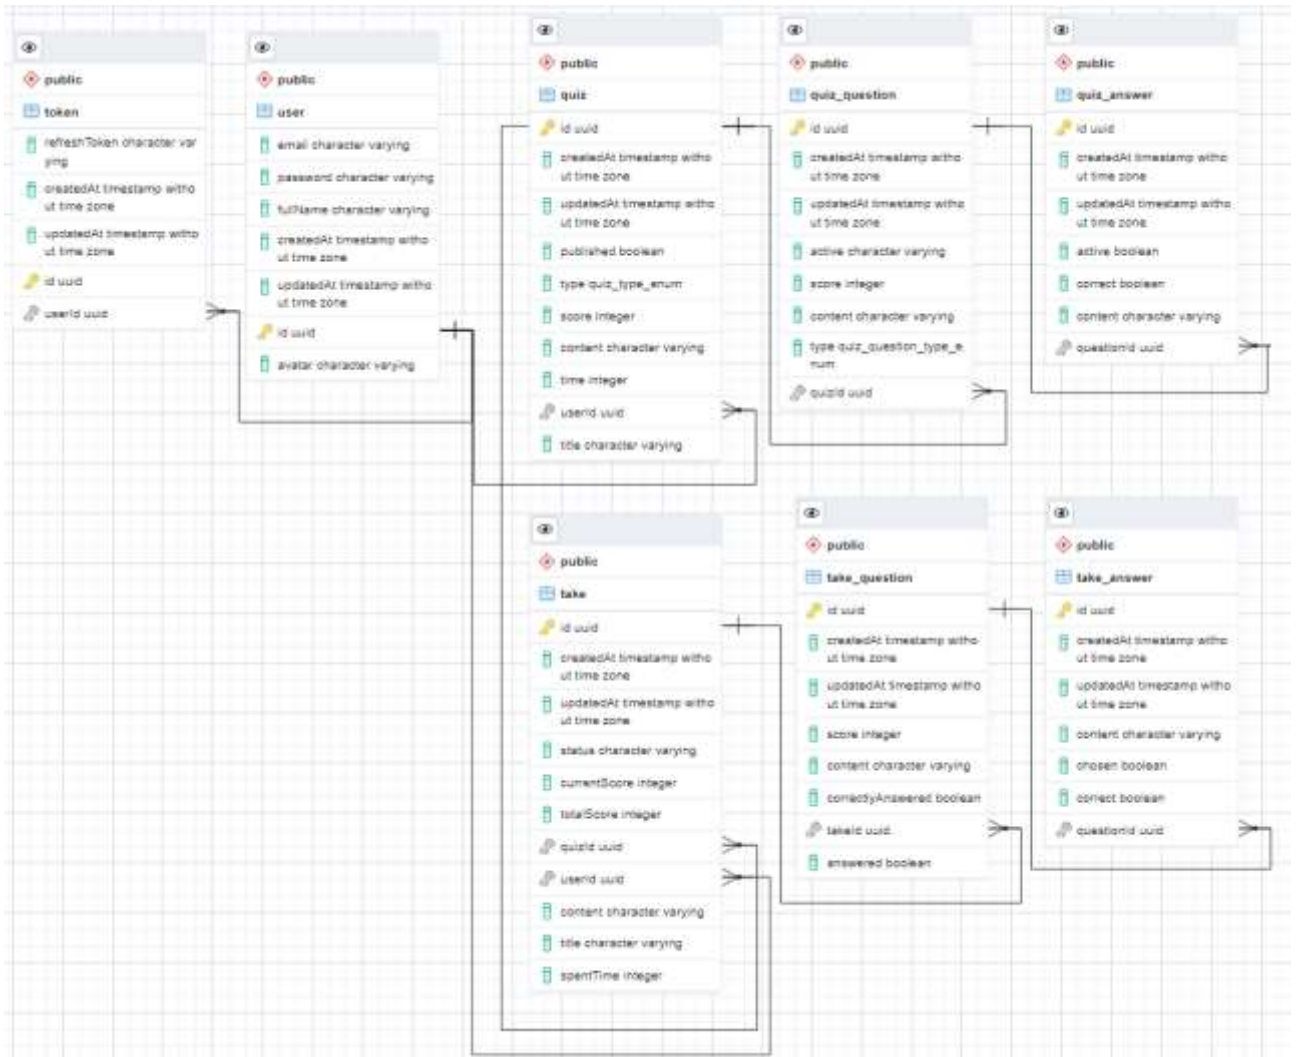 public
token
refreshToken character var
ying
createdAt timestamp witho
ut time zone
updatedAt timestamp witho
ut time zone
id uuid
userId uuid
public
user
email character varying
password character varying
fullName character varying
createdAt timestamp witho
ut time zone
updatedAt timestamp witho
ut time zone
id uuid
avatar character varying
public
quiz
id uuid
createdAt timestamp witho
ut time zone
updatedAt timestamp witho
ut time zone
published boolean
type quiz_type_enum
score integer
content character varying
time integer
userId uuid
title character varying
public
quiz_question
id uuid
createdAt timestamp witho
ut time zone
updatedAt timestamp witho
ut time zone
active character varying
score integer
content character varying
type quiz_question_type_e
num
quizId uuid
public
quiz_answer
id uuid
createdAt timestamp witho
ut time zone
updatedAt timestamp witho
ut time zone
active boolean
correct boolean
content character varying
questionId uuid
public
take
id uuid
createdAt timestamp witho
ut time zone
updatedAt timestamp witho
ut time zone
status character varying
currentScore integer
totalScore integer
quizId uuid
userId uuid
content character varying
title character varying
spentTime integer
public
take_question
id uuid
createdAt timestamp witho
ut time zone
updatedAt timestamp witho
ut time zone
score integer
content character varying
correctlyAnswered boolean
takeId uuid
answered boolean
public
take_answer
id uuid
createdAt timestamp witho
ut time zone
updatedAt timestamp witho
ut time zone
content character varying
chosen boolean
correct boolean
questionId uuid